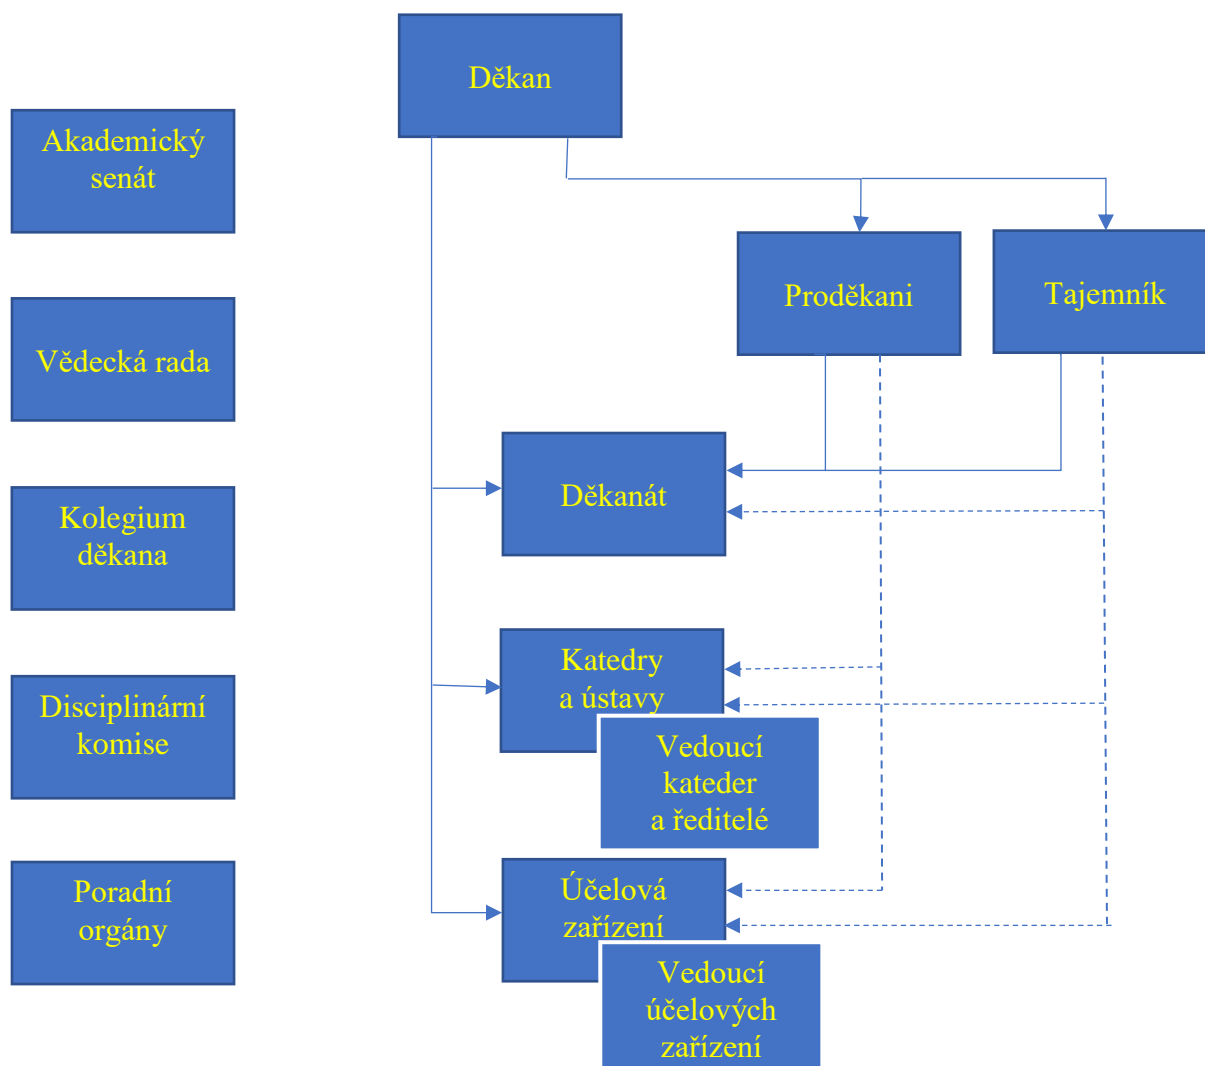 Děkan
Akademický
senát
Proděkani
Tajemník
Vědecká rada
Děkanát
Kolegium
děkana
Katedry
a ústavy
Disciplinární
komise
Vedoucí
kateder
a ředitelé
Účelová
zařízení
Poradní
orgány
Vedoucí
účelových
zařízení